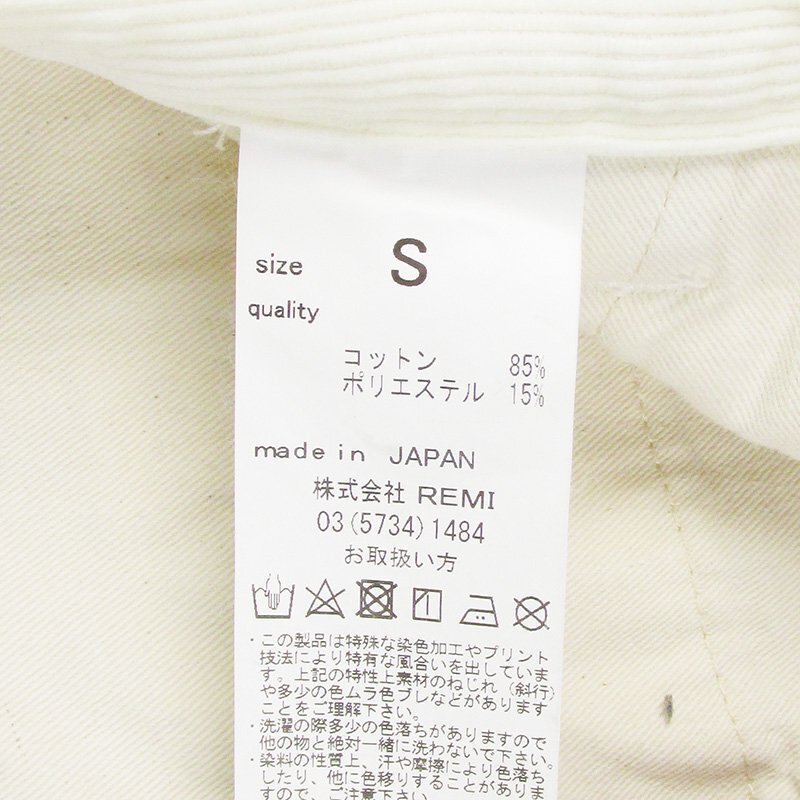 size S
quality
コットン 85%
ポリエステル 15%
made in JAPAN
株式会社 REMI
03(5734)1484
お取扱い方
・この製品は特殊な染色加工やプリント
技法により特有な風合いを出していま
す。上記の特性上素材のねじれ（斜行）
や多少の色ムラ色ブレなどがあります
ことをご理解下さい。
・洗濯の際多少の色落ちがありますので
他の物と絶対一緒に洗わないで下さい。
・染料の性質上、汗や摩擦により色落ち
したり、他に色移りすることがありま
すので、ご注意下さい。